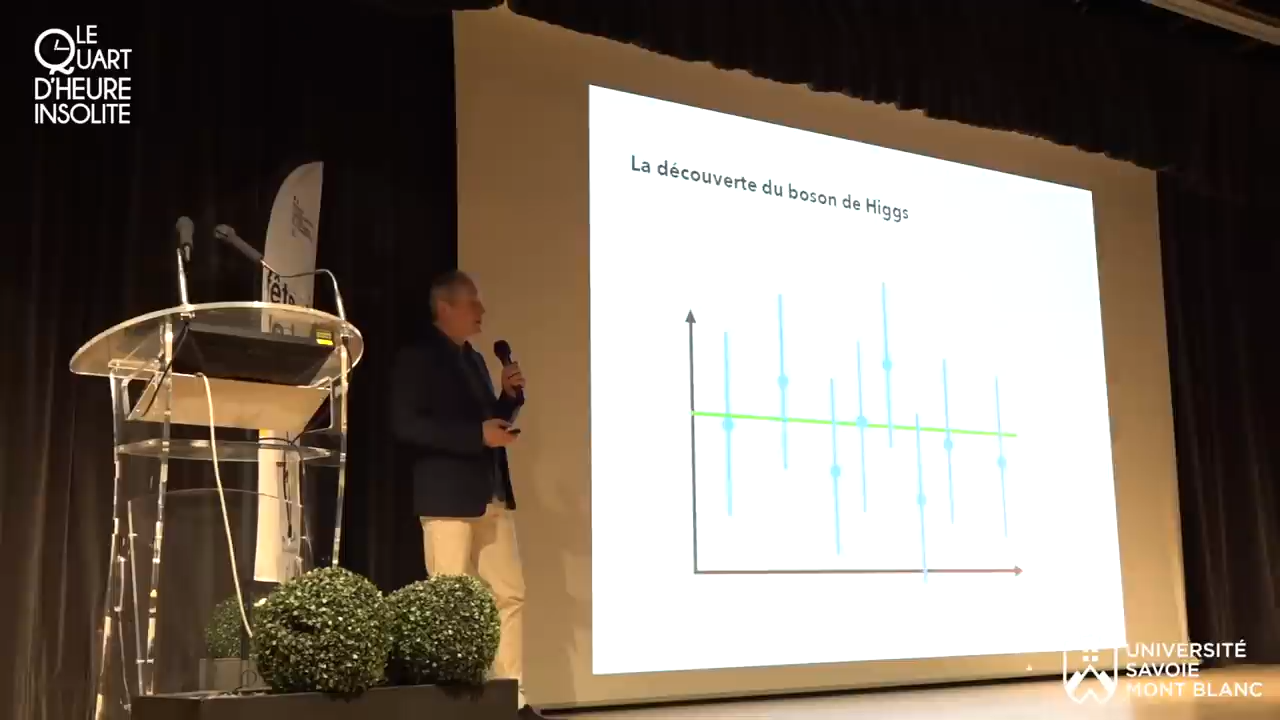 LE
QUART
D'HEURE
INSOLITE
La découverte du boson de Higgs
UNIVERSITÉ
SAVOIE
MONT BLANC